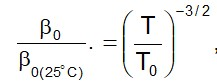 β₀ / β₀₍₂₅°C₎ . = (T / T₀)^−3/2 ,